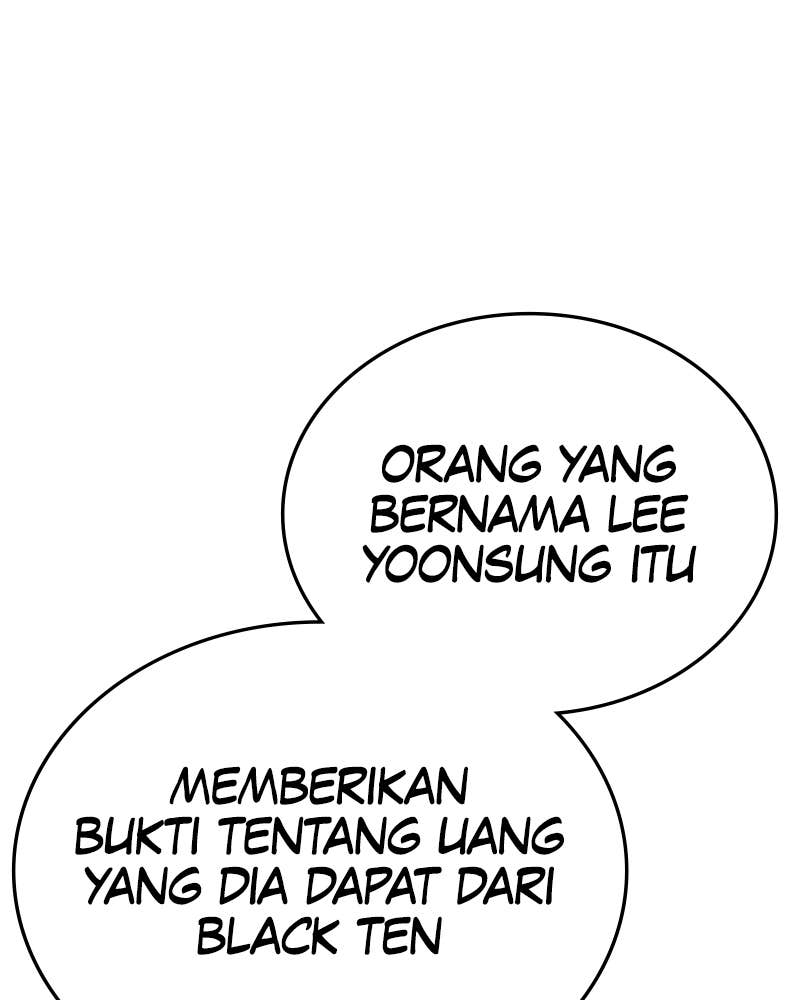 ORANG YANG
BERNAMA LEE
YOONSUNG ITU
MEMBERIKAN
BUKTI TENTANG UANG
YANG DIA DAPAT DARI
BLACK TEN